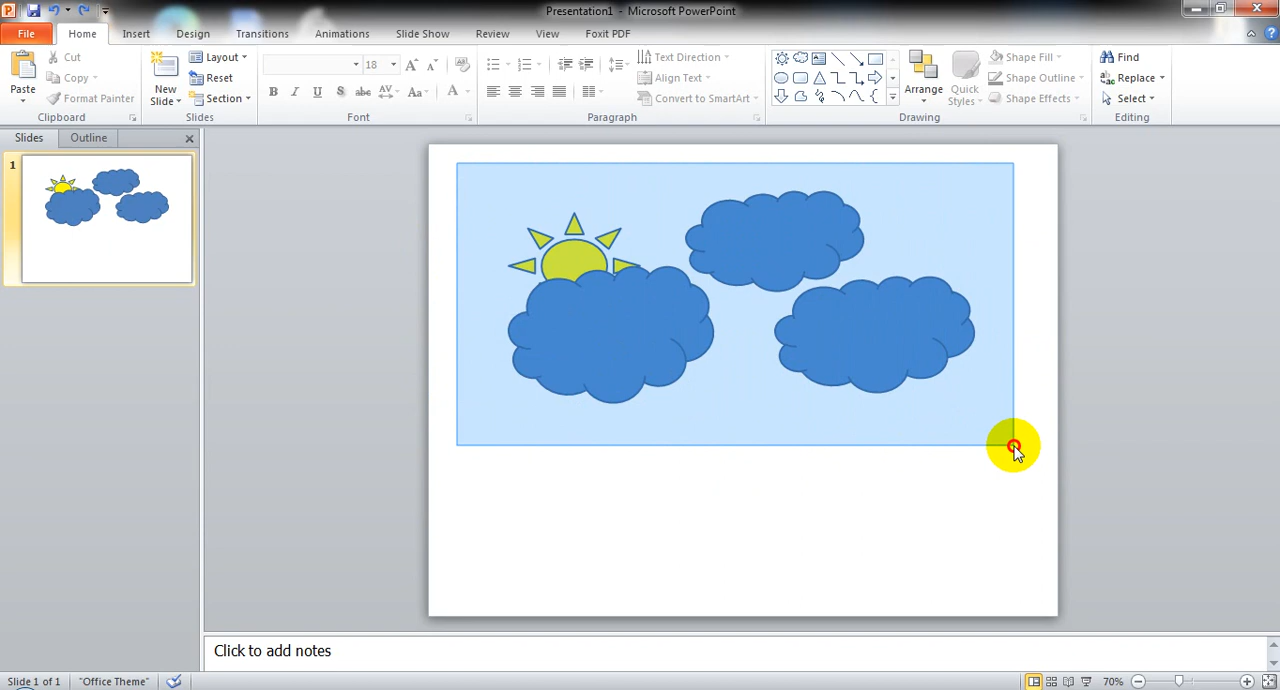 Presentation1 - Microsoft PowerPoint
File Home Insert Design Transitions Animations Slide Show Review View Foxit PDF
Paste
Cut
Copy
Format Painter
Clipboard
New
Slide
Layout
Reset
Section
Slides
18
B I U S abc AV Aa A
Font
Text Direction
Align Text
Convert to SmartArt
Paragraph
Arrange
Quick
Styles
Shape Fill
Shape Outline
Shape Effects
Drawing
Find
Replace
Select
Editing
Slides Outline
1
Click to add notes
Slide 1 of 1 "Office Theme" 70%